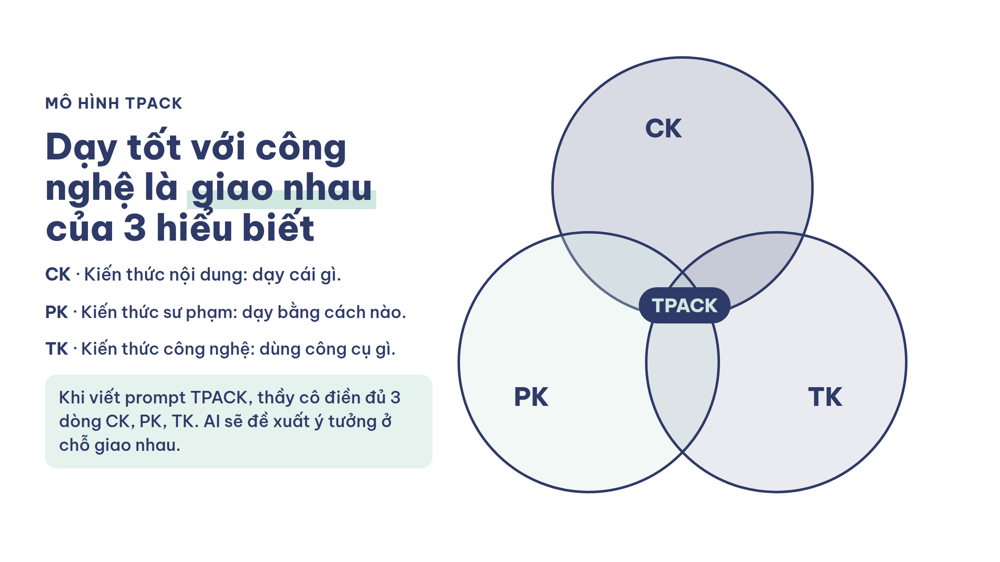 MÔ HÌNH TPACK
Dạy tốt với công
nghệ là giao nhau
của 3 hiểu biết
CK · Kiến thức nội dung: dạy cái gì.
PK · Kiến thức sư phạm: dạy bằng cách nào.
TK · Kiến thức công nghệ: dùng công cụ gì.
Khi viết prompt TPACK, thầy cô điền đủ 3
dòng CK, PK, TK. AI sẽ đề xuất ý tưởng ở
chỗ giao nhau.
CK
TPACK
PK
TK